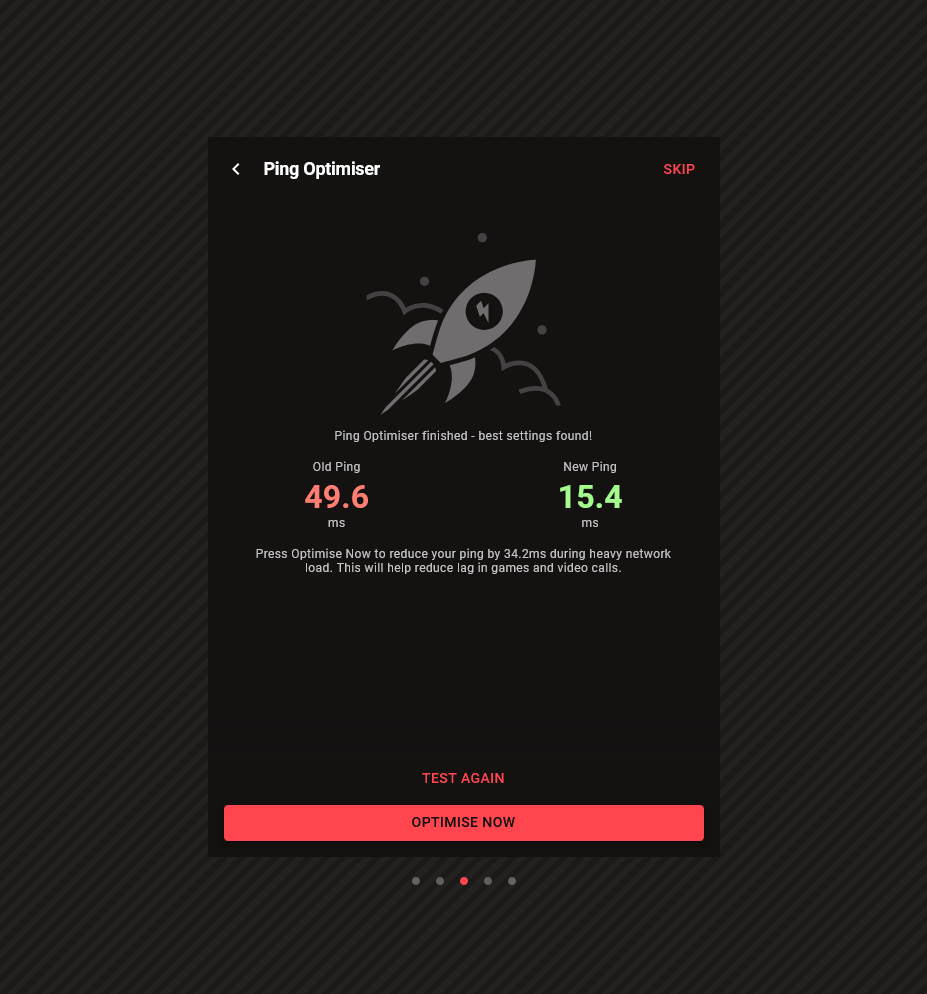 Ping Optimiser
SKIP
Ping Optimiser finished - best settings found!
Old Ping
New Ping
49.6
15.4
ms
ms
Press Optimise Now to reduce your ping by 34.2ms during heavy network
load. This will help reduce lag in games and video calls.
TEST AGAIN
OPTIMISE NOW